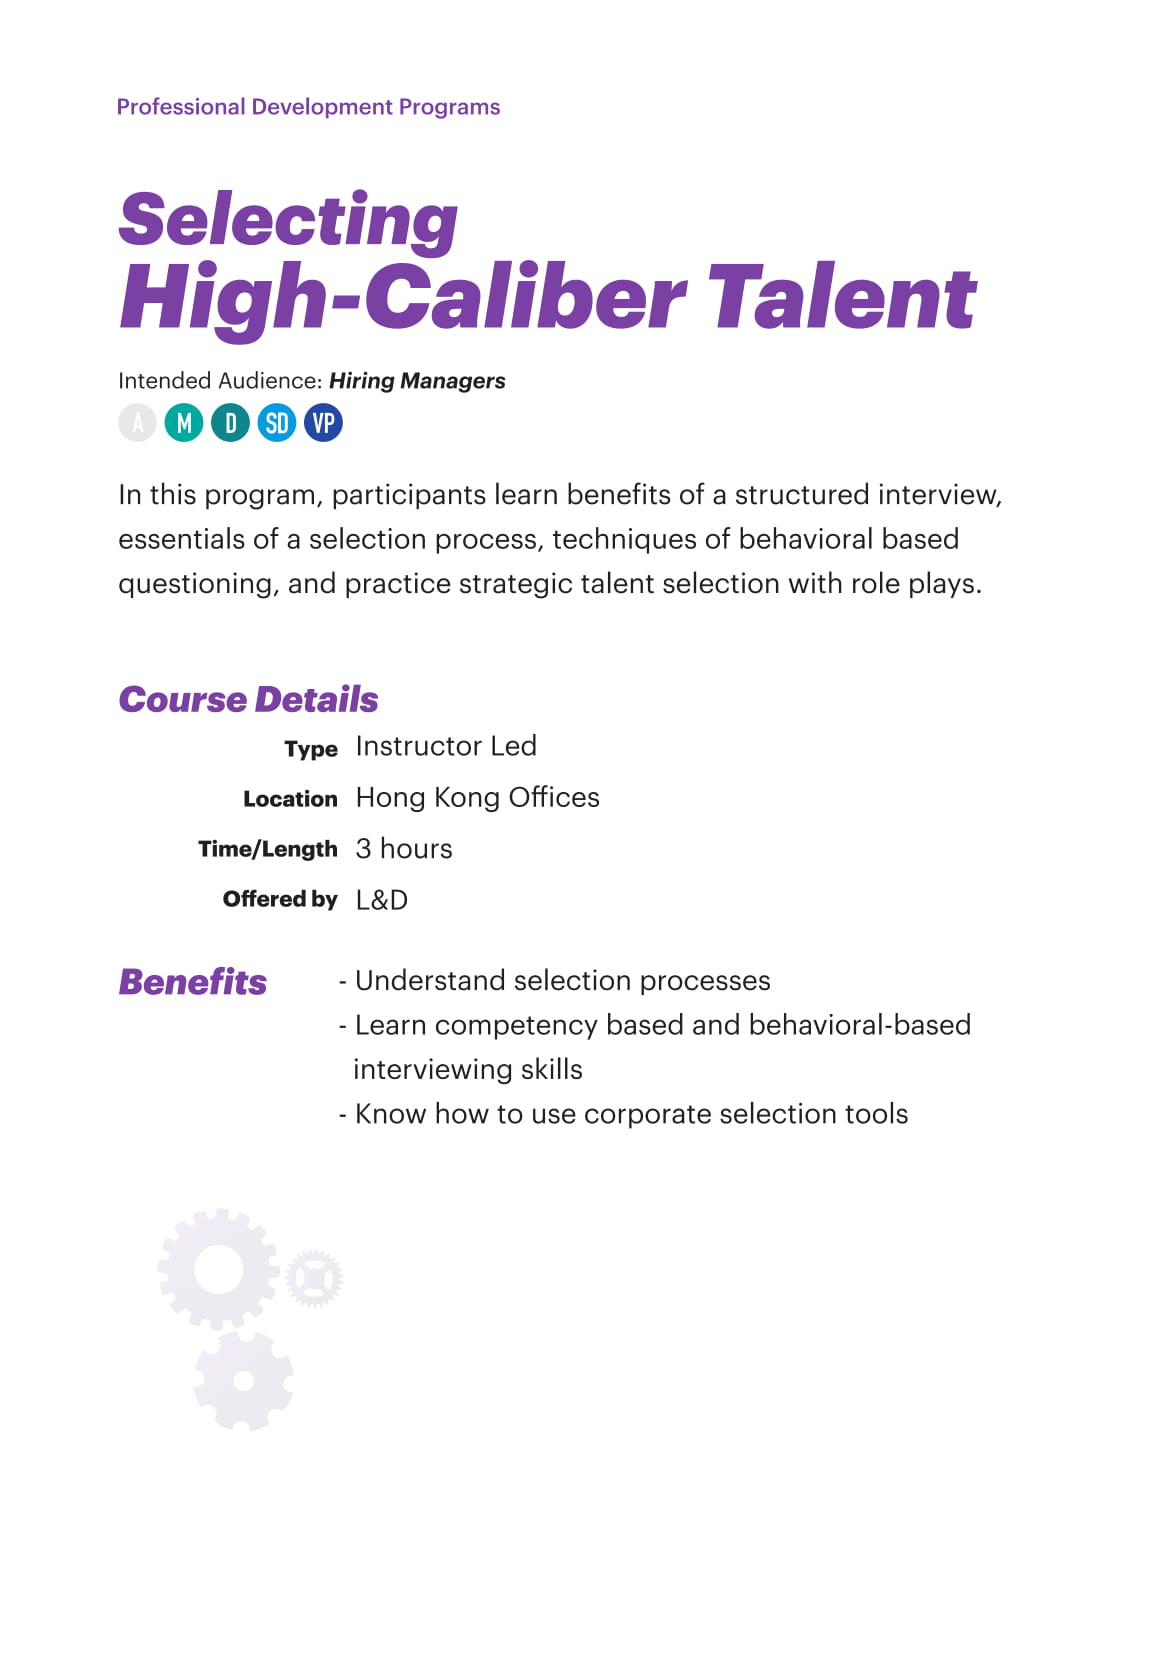 Professional Development Programs
Selecting
High-Caliber Talent
Intended Audience: Hiring Managers
A M D SD VP
In this program, participants learn benefits of a structured interview,
essentials of a selection process, techniques of behavioral based
questioning, and practice strategic talent selection with role plays.
Course Details
Type Instructor Led
Location Hong Kong Offices
Time/Length 3 hours
Offered by L&D
Benefits - Understand selection processes
- Learn competency based and behavioral-based
interviewing skills
- Know how to use corporate selection tools